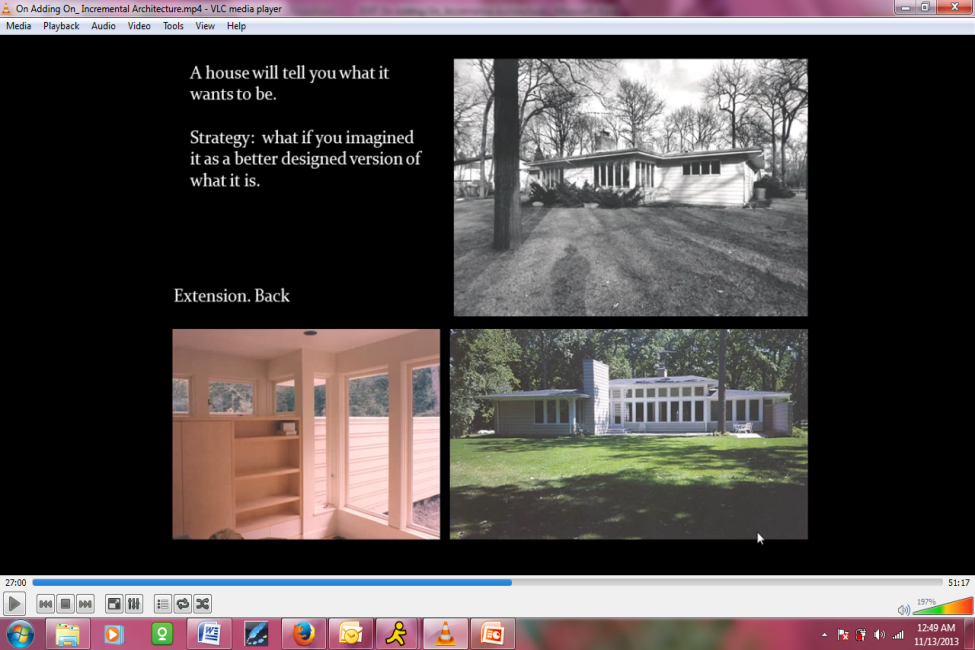 On Adding On_ Incremental Architecture.mp4 - VLC media player
Media Playback Audio Video Tools View Help
A house will tell you what it
wants to be.
Strategy: what if you imagined
it as a better designed version of
what it is.
Extension. Back
27:00
51:17
197%
12:49 AM
11/13/2013